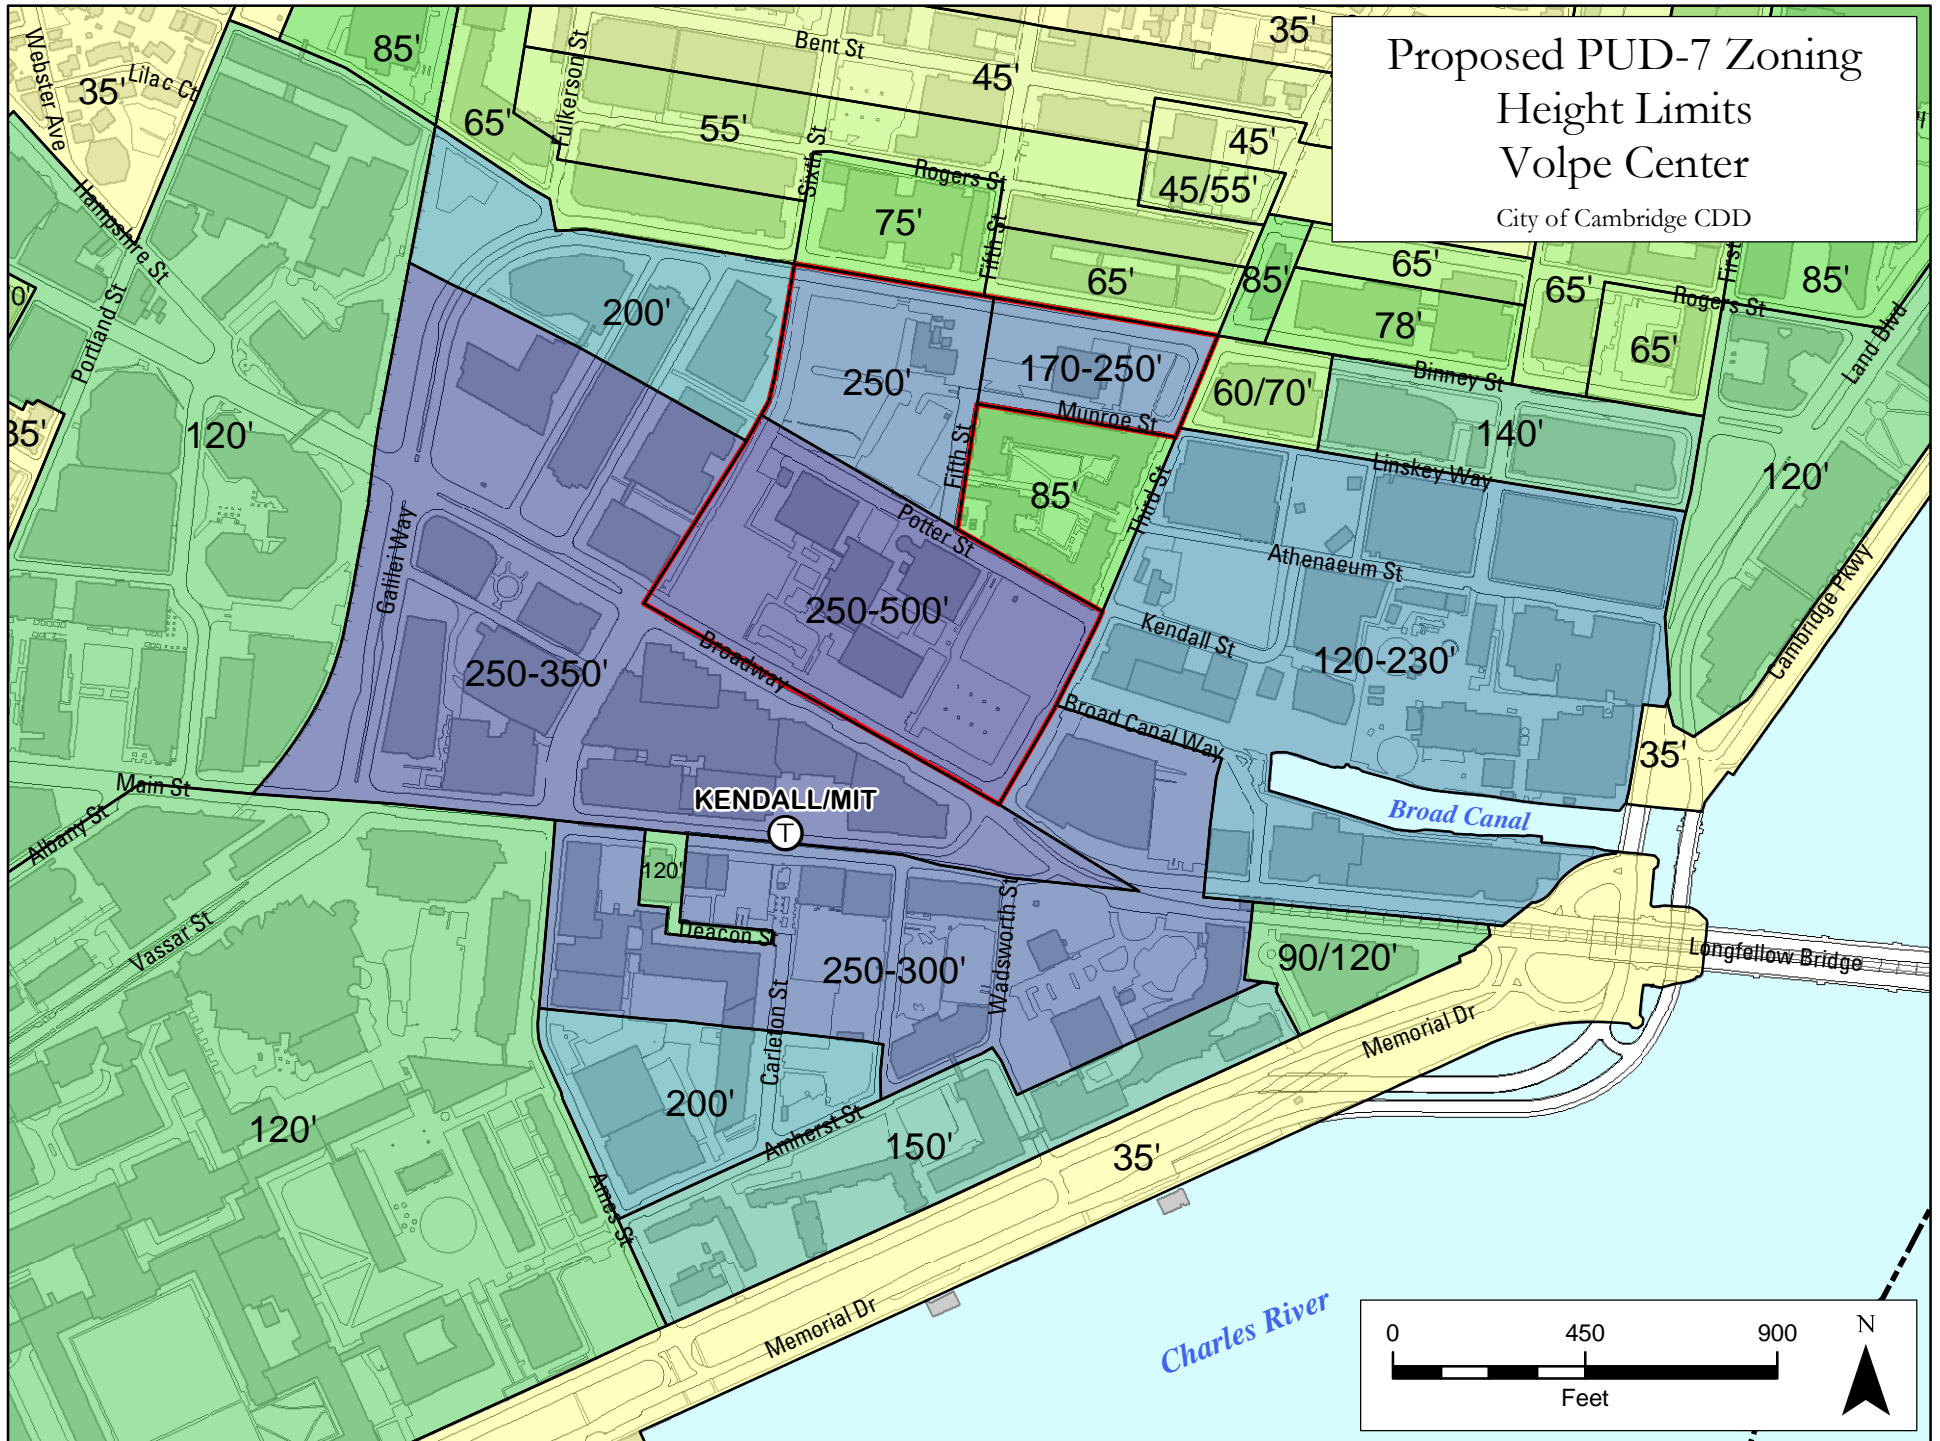 Proposed PUD-7 Zoning
Height Limits
Volpe Center
City of Cambridge CDD
35'
Bent St
45'
85'
Webster Ave
35'
Lilac Ct
65'
Fulkerson St
55'
Sixth St
Rogers St
45'
45/55'
75'
Fifth St
65'
85'
65'
First
85'
65'
Rogers St
78'
65'
Land Blvd
Hampshire St
Portland St
200'
250'
170-250'
Munroe St
60/70'
Binney St
140'
Linskey Way
120'
35'
120'
Fifth St
85'
Third St
Potter St
Galilei Way
Athenaeum St
Cambridge Pkwy
250-500'
Kendall St
120-230'
250-350'
Broadway
Broad Canal Way
35'
Main St
KENDALL/MIT
T
Broad Canal
Albany St
120'
Vassar St
Deacon St
Wadsworth St
250-300'
90/120'
Longfellow Bridge
Carleton St
Memorial Dr
200'
Amherst St
150'
120'
35'
Ames St
Memorial Dr
Charles River
0 450 900
Feet
N